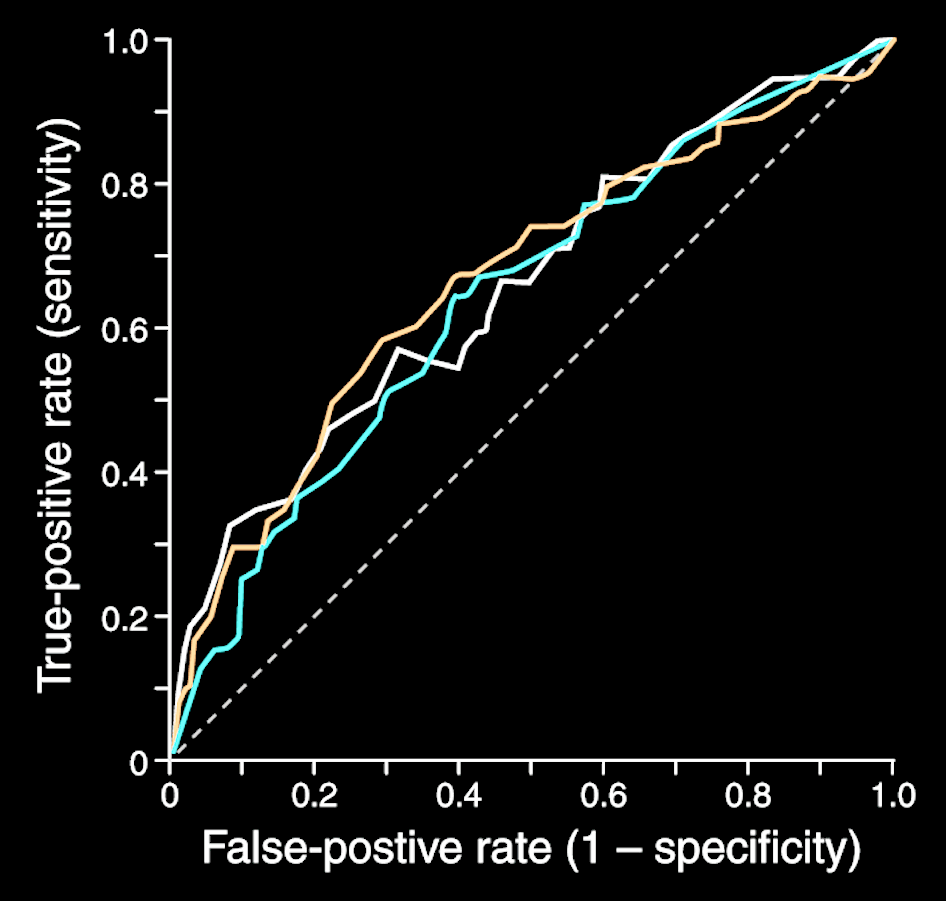 True-positive rate (sensitivity)
1.0
0.8
0.6
0.4
0.2
0
0 0.2 0.4 0.6 0.8 1.0
False-postive rate (1 – specificity)